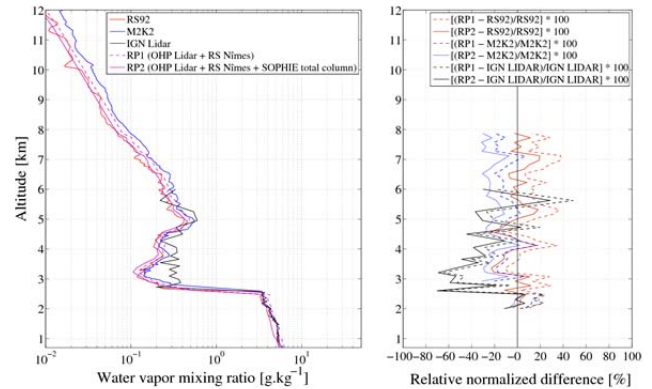 RS92
M2K2
IGN Lidar
RP1 (OHP Lidar + RS Nîmes)
RP2 (OHP Lidar + RS Nîmes + SOPHIE total column)
12
11
10
9
8
7
6
5
4
3
2
1
Altitude [km]
10⁻² 10⁻¹ 10⁰ 10¹
Water vapor mixing ratio [g.kg⁻¹]
[(RP1 − RS92)/RS92] * 100
[(RP2 − RS92)/RS92] * 100
[(RP1 − M2K2)/M2K2] * 100
[(RP2 − M2K2)/M2K2] * 100
[(RP1 − IGN LIDAR)/IGN LIDAR] * 100
[(RP2 − IGN LIDAR)/IGN LIDAR] * 100
12
11
10
9
8
7
6
5
4
3
2
1
−100 −80 −60 −40 −20 −0 20 40 60 80 100
Relative normalized difference [%]